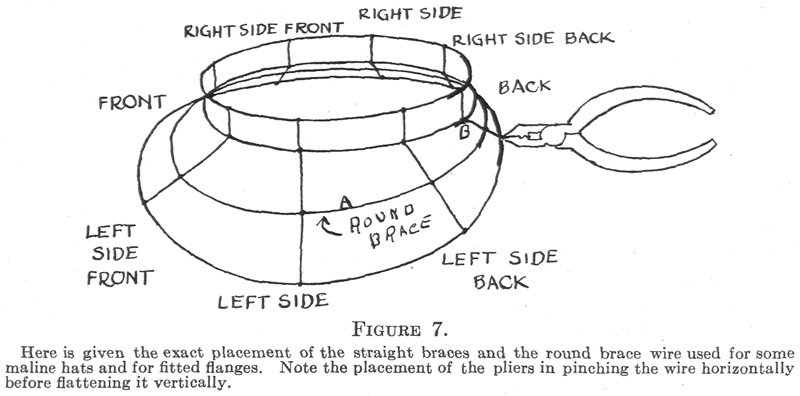 RIGHT SIDE
RIGHT SIDE FRONT
RIGHT SIDE BACK
BACK
FRONT
B
A
ROUND
BRACE
LEFT
SIDE
FRONT
LEFT SIDE
BACK
LEFT SIDE
FIGURE 7.
Here is given the exact placement of the straight braces and the round brace wire used for some
maline hats and for fitted flanges. Note the placement of the pliers in pinching the wire horizontally
before flattening it vertically.